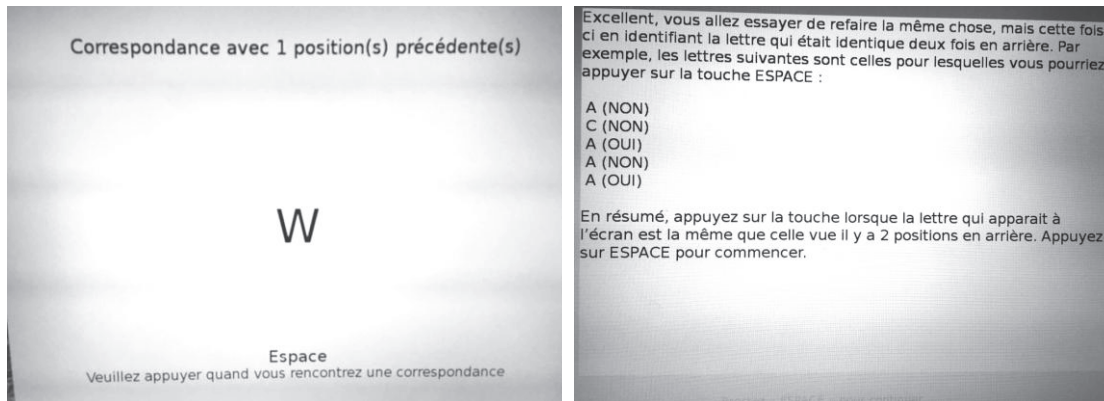 Correspondance avec 1 position(s) précédente(s)
W
Espace
Veuillez appuyer quand vous rencontrez une correspondance
Excellent, vous allez essayer de refaire la même chose, mais cette fois
ci en identifiant la lettre qui était identique deux fois en arrière. Par
exemple, les lettres suivantes sont celles pour lesquelles vous pourriez
appuyer sur la touche ESPACE :
A (NON)
C (NON)
A (OUI)
A (NON)
A (OUI)
En résumé, appuyez sur la touche lorsque la lettre qui apparait à
l'écran est la même que celle vue il y a 2 positions en arrière. Appuyez
sur ESPACE pour commencer.